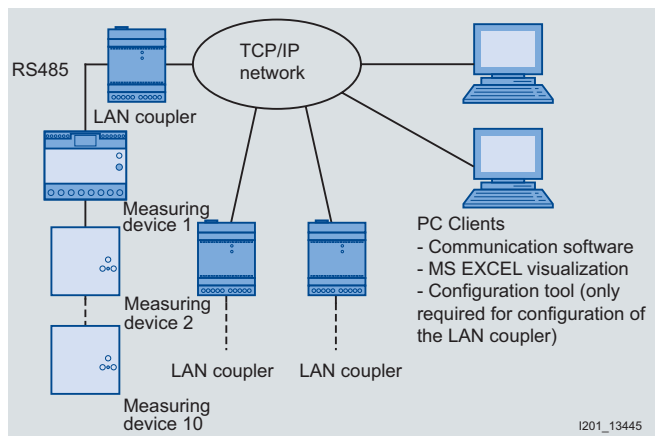 TCP/IP
network
RS485
LAN coupler
Measuring
device 1
Measuring
device 2
Measuring
device 10
LAN coupler
LAN coupler
PC Clients
- Communication software
- MS EXCEL visualization
- Configuration tool (only
required for configuration of
the LAN coupler)
I201_13445